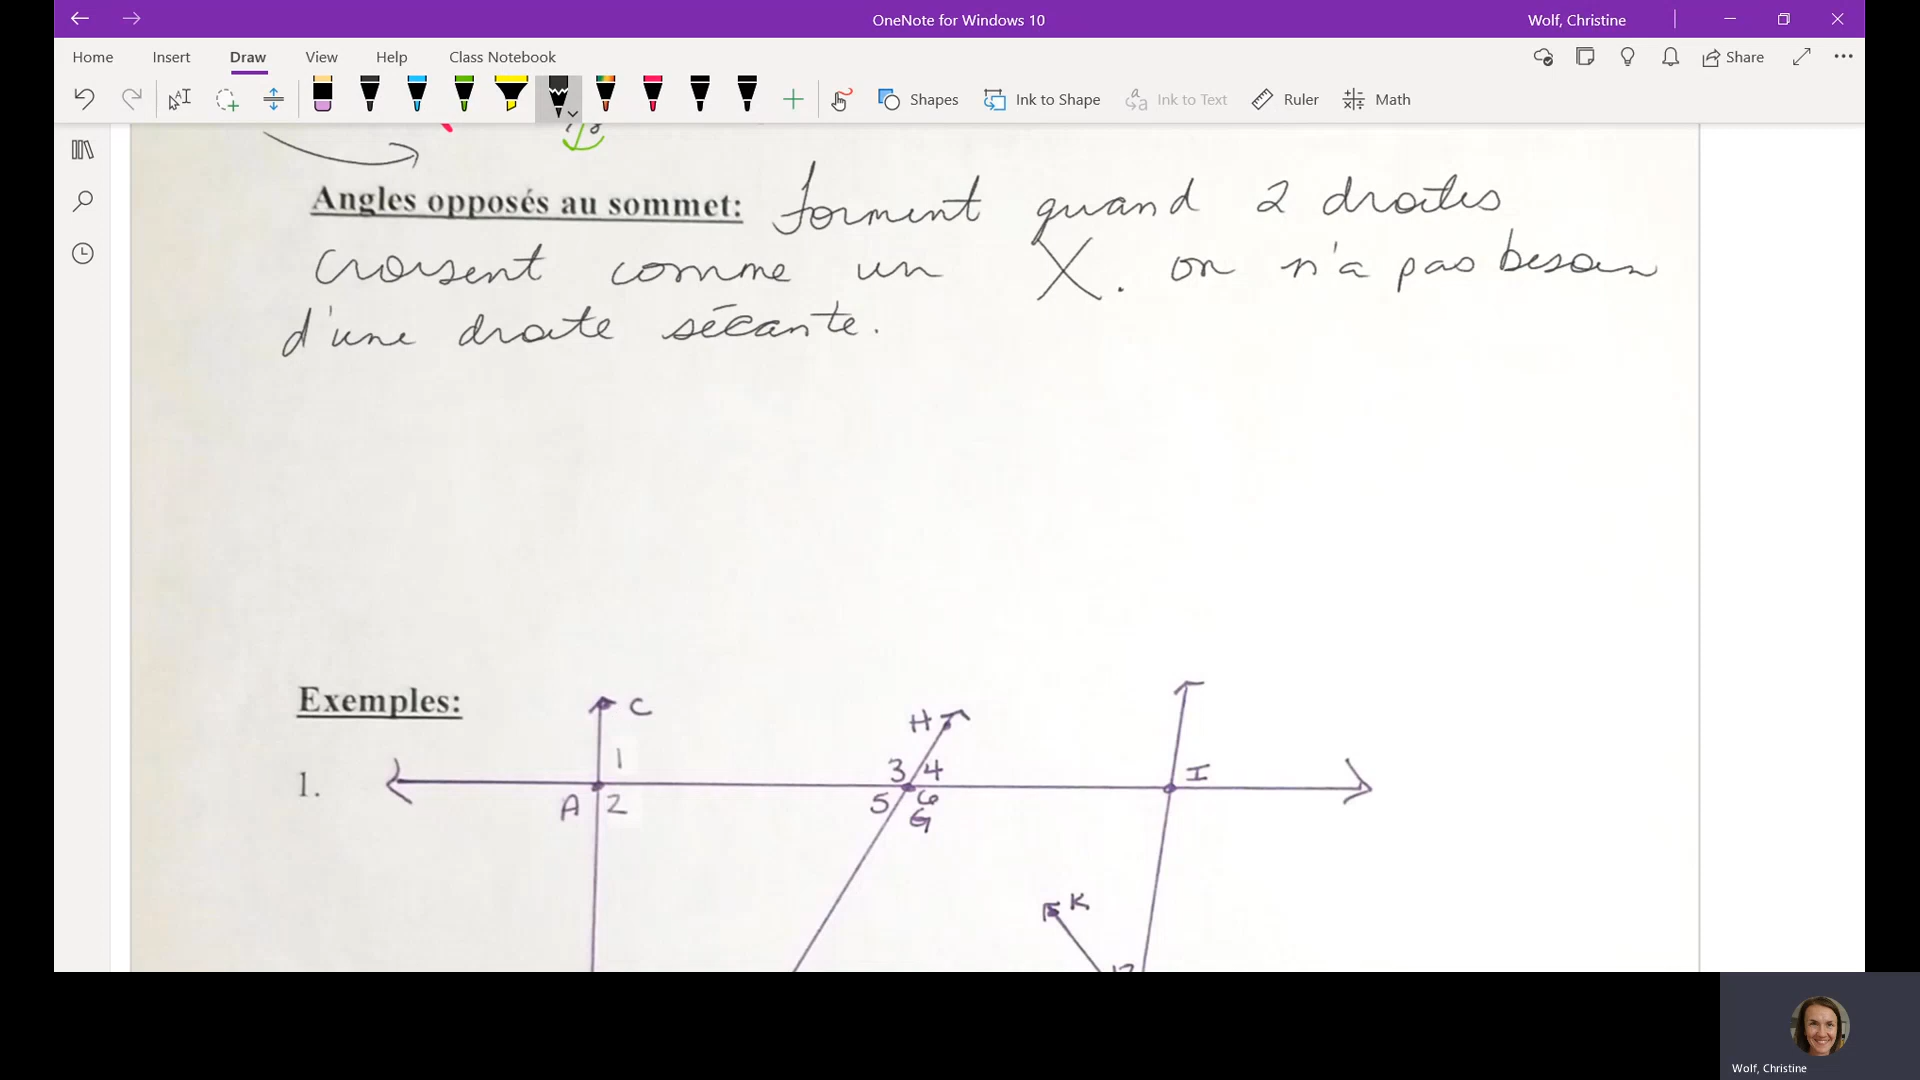 OneNote for Windows 10
Wolf, Christine
Home Insert Draw View Help Class Notebook
Share
Shapes Ink to Shape Ink to Text Ruler Math
Angles opposés au sommet: forment quand 2 droites
croisent comme un X. on n'a pas besoin
d'une droite sécante.
Exemples:
C
H
1
3 4
I
1.
A 2
5 6
G
K
Wolf, Christine